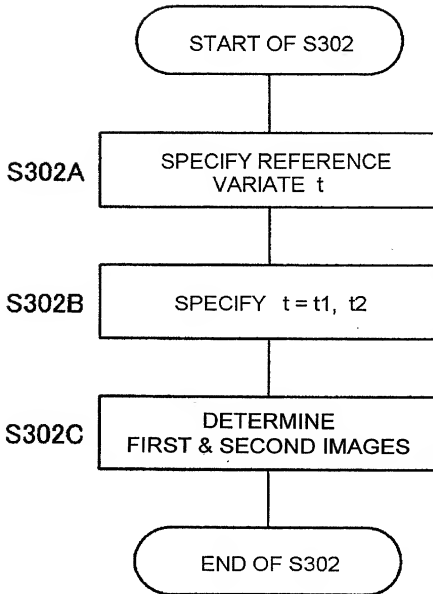 START OF S302
S302A
SPECIFY REFERENCE
VARIATE t
S302B
SPECIFY t = t1, t2
S302C
DETERMINE
FIRST & SECOND IMAGES
END OF S302